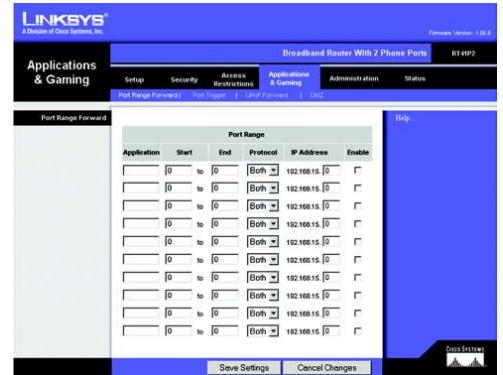 LINKSYS®
A Division of Cisco Systems, Inc.
Firmware Version: 1.00.0
Applications & Gaming
Broadband Router With 2 Phone Ports RT41P2
Setup Security Access Restrictions Applications & Gaming Administration Status
Port Range Forward | Port Trigger | UPnP Forward | DMZ
Port Range Forward
Help...
Port Range
Application Start End Protocol IP Address Enable
0 to 0 Both 192.168.15. 0
0 to 0 Both 192.168.15. 0
0 to 0 Both 192.168.15. 0
0 to 0 Both 192.168.15. 0
0 to 0 Both 192.168.15. 0
0 to 0 Both 192.168.15. 0
0 to 0 Both 192.168.15. 0
0 to 0 Both 192.168.15. 0
0 to 0 Both 192.168.15. 0
0 to 0 Both 192.168.15. 0
Save Settings Cancel Changes
CISCO SYSTEMS